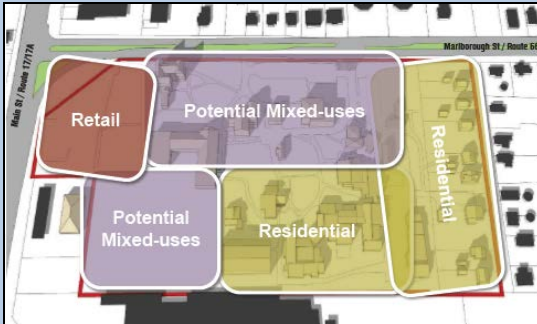 Marlborough St / Route 66
Main St / Route 17/17A
Retail
Potential Mixed-uses
Residential
Potential
Mixed-uses
Residential